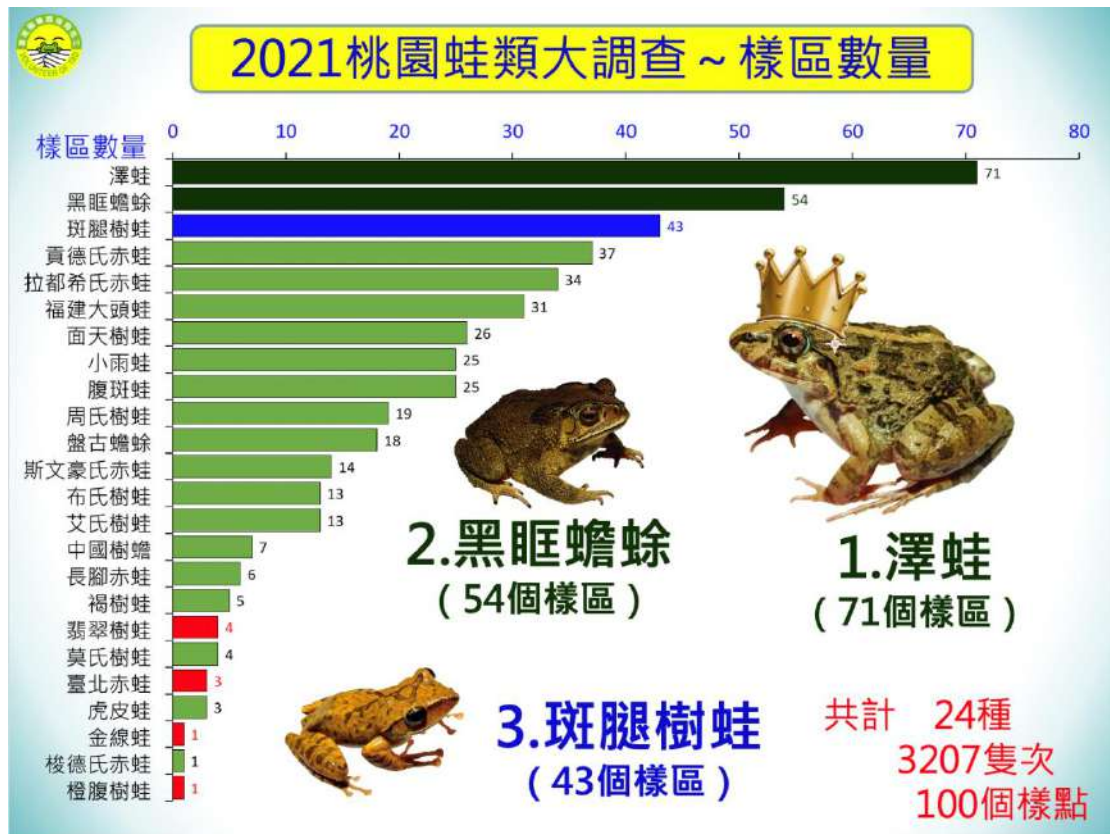 2021桃園蛙類大調查~樣區數量
樣區數量
0 10 20 30 40 50 60 70 80
澤蛙 71
黑眶蟾蜍 54
斑腿樹蛙 43
貢德氏赤蛙 37
拉都希氏赤蛙 34
福建大頭蛙 31
面天樹蛙 26
小雨蛙 25
腹斑蛙 25
周氏樹蛙 19
盤古蟾蜍 18
斯文豪氏赤蛙 14
布氏樹蛙 13
艾氏樹蛙 13
中國樹蟾 7
長腳赤蛙 6
褐樹蛙 5
翡翠樹蛙 4
莫氏樹蛙 4
臺北赤蛙 3
虎皮蛙 3
金線蛙 1
梭德氏赤蛙 1
橙腹樹蛙 1
1.澤蛙
(71個樣區)
2.黑眶蟾蜍
(54個樣區)
3.斑腿樹蛙
(43個樣區)
共計 24種
3207隻次
100個樣點